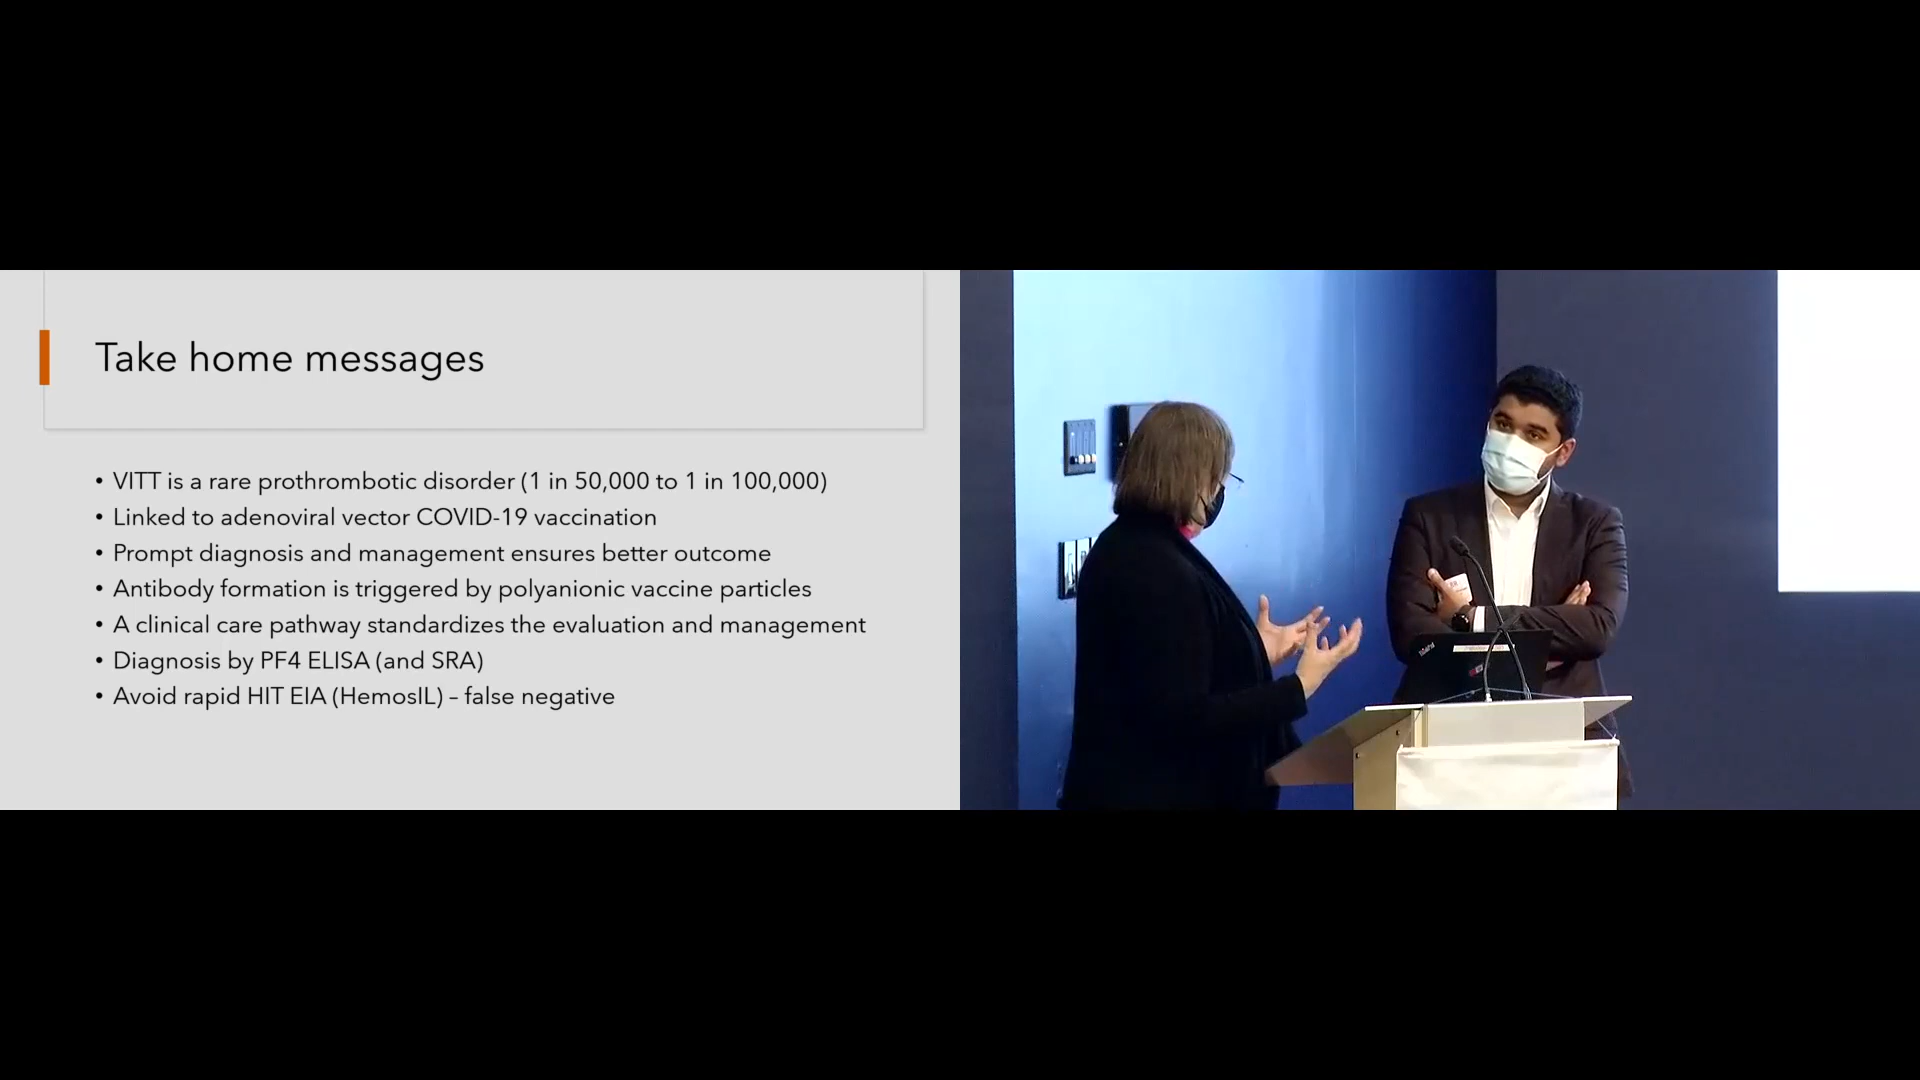 Take home messages
• VITT is a rare prothrombotic disorder (1 in 50,000 to 1 in 100,000)
• Linked to adenoviral vector COVID-19 vaccination
• Prompt diagnosis and management ensures better outcome
• Antibody formation is triggered by polyanionic vaccine particles
• A clinical care pathway standardizes the evaluation and management
• Diagnosis by PF4 ELISA (and SRA)
• Avoid rapid HIT EIA (HemosIL) – false negative